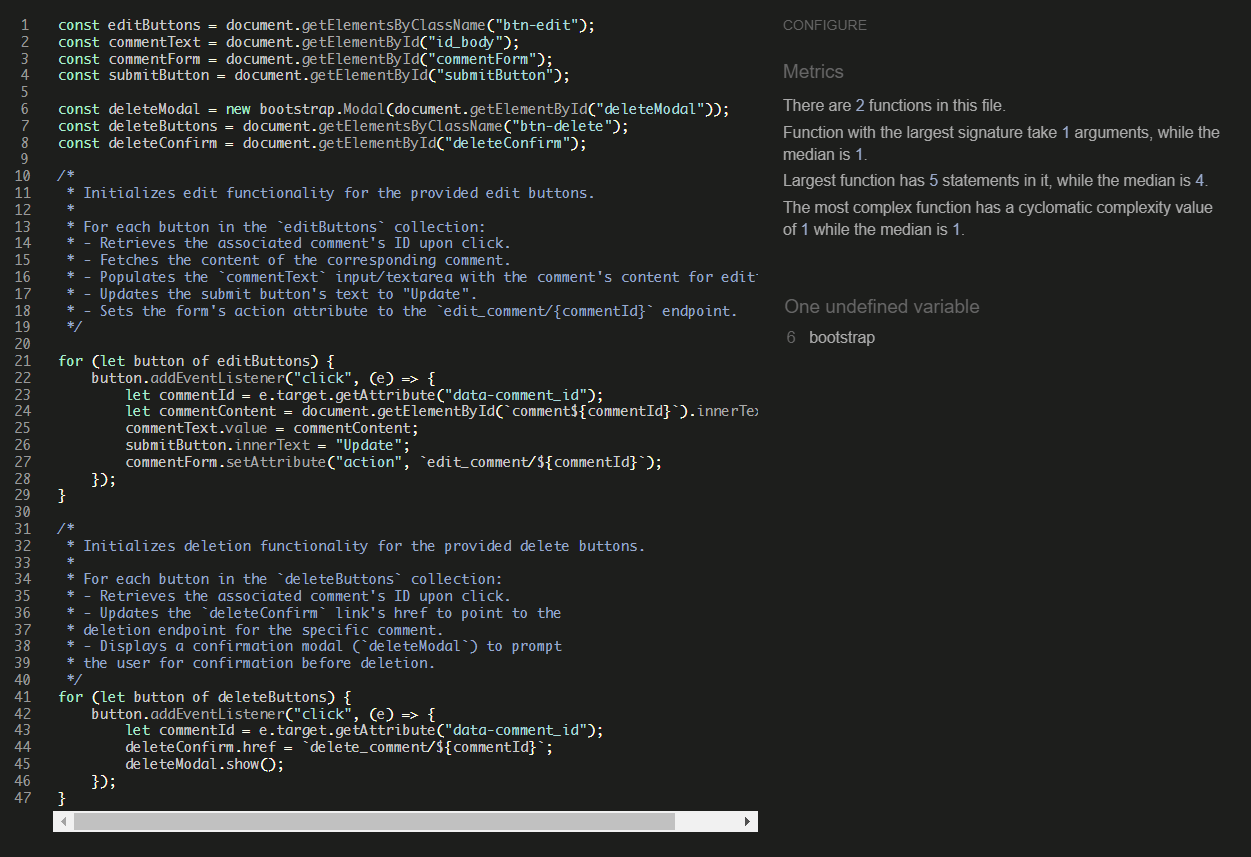 1 const editButtons = document.getElementsByClassName("btn-edit");
2 const commentText = document.getElementById("id_body");
3 const commentForm = document.getElementById("commentForm");
4 const submitButton = document.getElementById("submitButton");
5
6 const deleteModal = new bootstrap.Modal(document.getElementById("deleteModal"));
7 const deleteButtons = document.getElementsByClassName("btn-delete");
8 const deleteConfirm = document.getElementById("deleteConfirm");
9
10 /*
11  * Initializes edit functionality for the provided edit buttons.
12  *
13  * For each button in the `editButtons` collection:
14  * - Retrieves the associated comment's ID upon click.
15  * - Fetches the content of the corresponding comment.
16  * - Populates the `commentText` input/textarea with the comment's content for edit
17  * - Updates the submit button's text to "Update".
18  * - Sets the form's action attribute to the `edit_comment/{commentId}` endpoint.
19  */
20
21 for (let button of editButtons) {
22     button.addEventListener("click", (e) => {
23         let commentId = e.target.getAttribute("data-comment_id");
24         let commentContent = document.getElementById(`comment${commentId}`).innerTex
25         commentText.value = commentContent;
26         submitButton.innerText = "Update";
27         commentForm.setAttribute("action", `edit_comment/${commentId}`);
28     });
29 }
30
31 /*
32  * Initializes deletion functionality for the provided delete buttons.
33  *
34  * For each button in the `deleteButtons` collection:
35  * - Retrieves the associated comment's ID upon click.
36  * - Updates the `deleteConfirm` link's href to point to the
37  * deletion endpoint for the specific comment.
38  * - Displays a confirmation modal (`deleteModal`) to prompt
39  * the user for confirmation before deletion.
40  */
41 for (let button of deleteButtons) {
42     button.addEventListener("click", (e) => {
43         let commentId = e.target.getAttribute("data-comment_id");
44         deleteConfirm.href = `delete_comment/${commentId}`;
45         deleteModal.show();
46     });
47 }
CONFIGURE
Metrics
There are 2 functions in this file.
Function with the largest signature take 1 arguments, while the
median is 1.
Largest function has 5 statements in it, while the median is 4.
The most complex function has a cyclomatic complexity value
of 1 while the median is 1.
One undefined variable
6 bootstrap